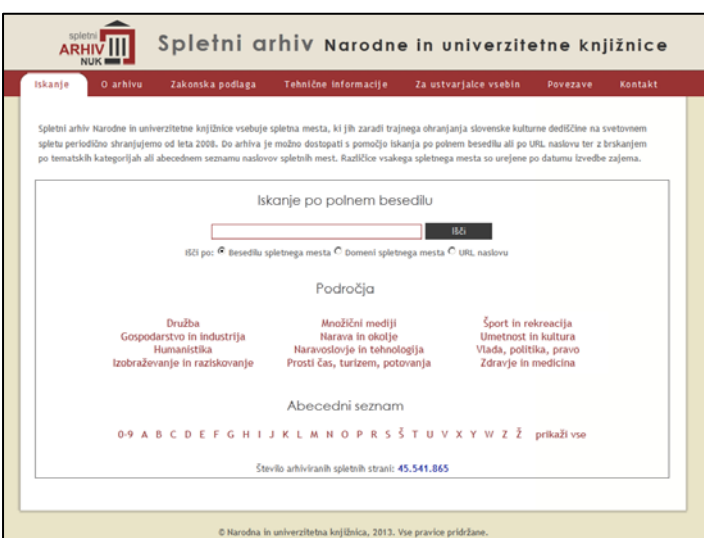 spletni
ARHIV
NUK
Spletni arhiv Narodne in univerzitetne knjižnice
Iskanje O arhivu Zakonska podlaga Tehnične informacije Za ustvarjalce vsebin Povezave Kontakt
Spletni arhiv Narodne in univerzitetne knjižnice vsebuje spletna mesta, ki jih zaradi trajnega ohranjanja slovenske kulturne dediščine na svetovnem
spletu periodično shranjujemo od leta 2008. Do arhiva je možno dostopati s pomočjo iskanja po polnem besedilu ali po URL naslovu ter z brskanjem
po tematskih kategorijah ali abecednem seznamu naslovov spletnih mest. Različice vsakega spletnega mesta so urejene po datumu izvedbe zajema.
Iskanje po polnem besedilu
Išči
Išči po: Besedilu spletnega mesta Domeni spletnega mesta URL naslovu
Področja
Družba Množični mediji Šport in rekreacija
Gospodarstvo in industrija Narava in okolje Umetnost in kultura
Humanistika Naravoslovje in tehnologija Vlada, politika, pravo
Izobraževanje in raziskovanje Prosti čas, turizem, potovanja Zdravje in medicina
Abecedni seznam
0-9 A B C D E F G H I J K L M N O P R S Š T U V X Y W Z Ž prikaži vse
Število arhiviranih spletnih strani: 45.541.865
© Narodna in univerzitetna knjižnica, 2013. Vse pravice pridržane.